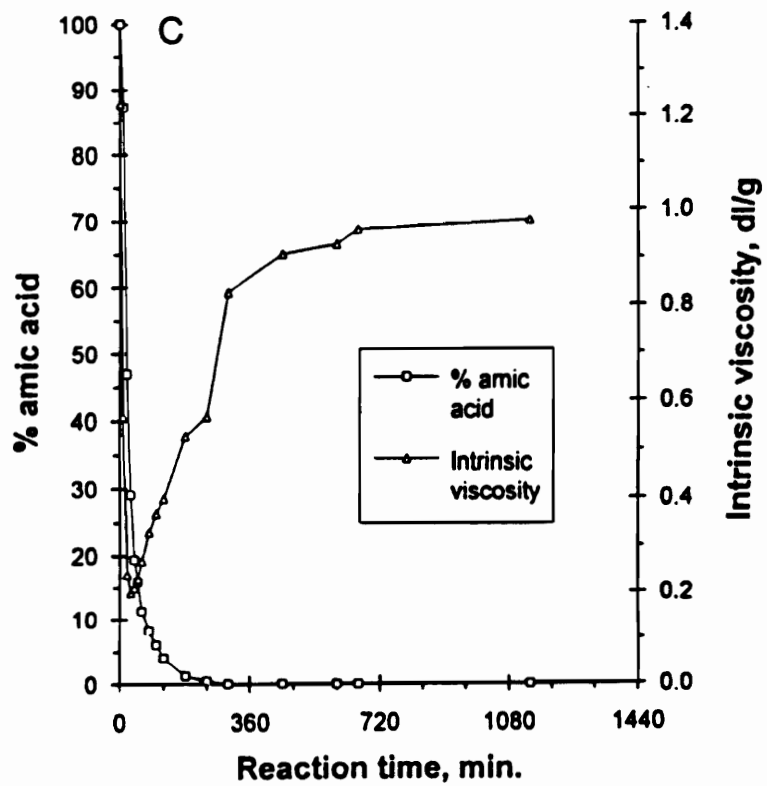 C
100
90
80
70
60
50
40
30
20
10
0
% amic acid
1.4
1.2
1.0
0.8
0.6
0.4
0.2
0.0
Intrinsic viscosity, dl/g
% amic
acid
Intrinsic
viscosity
0 360 720 1080 1440
Reaction time, min.